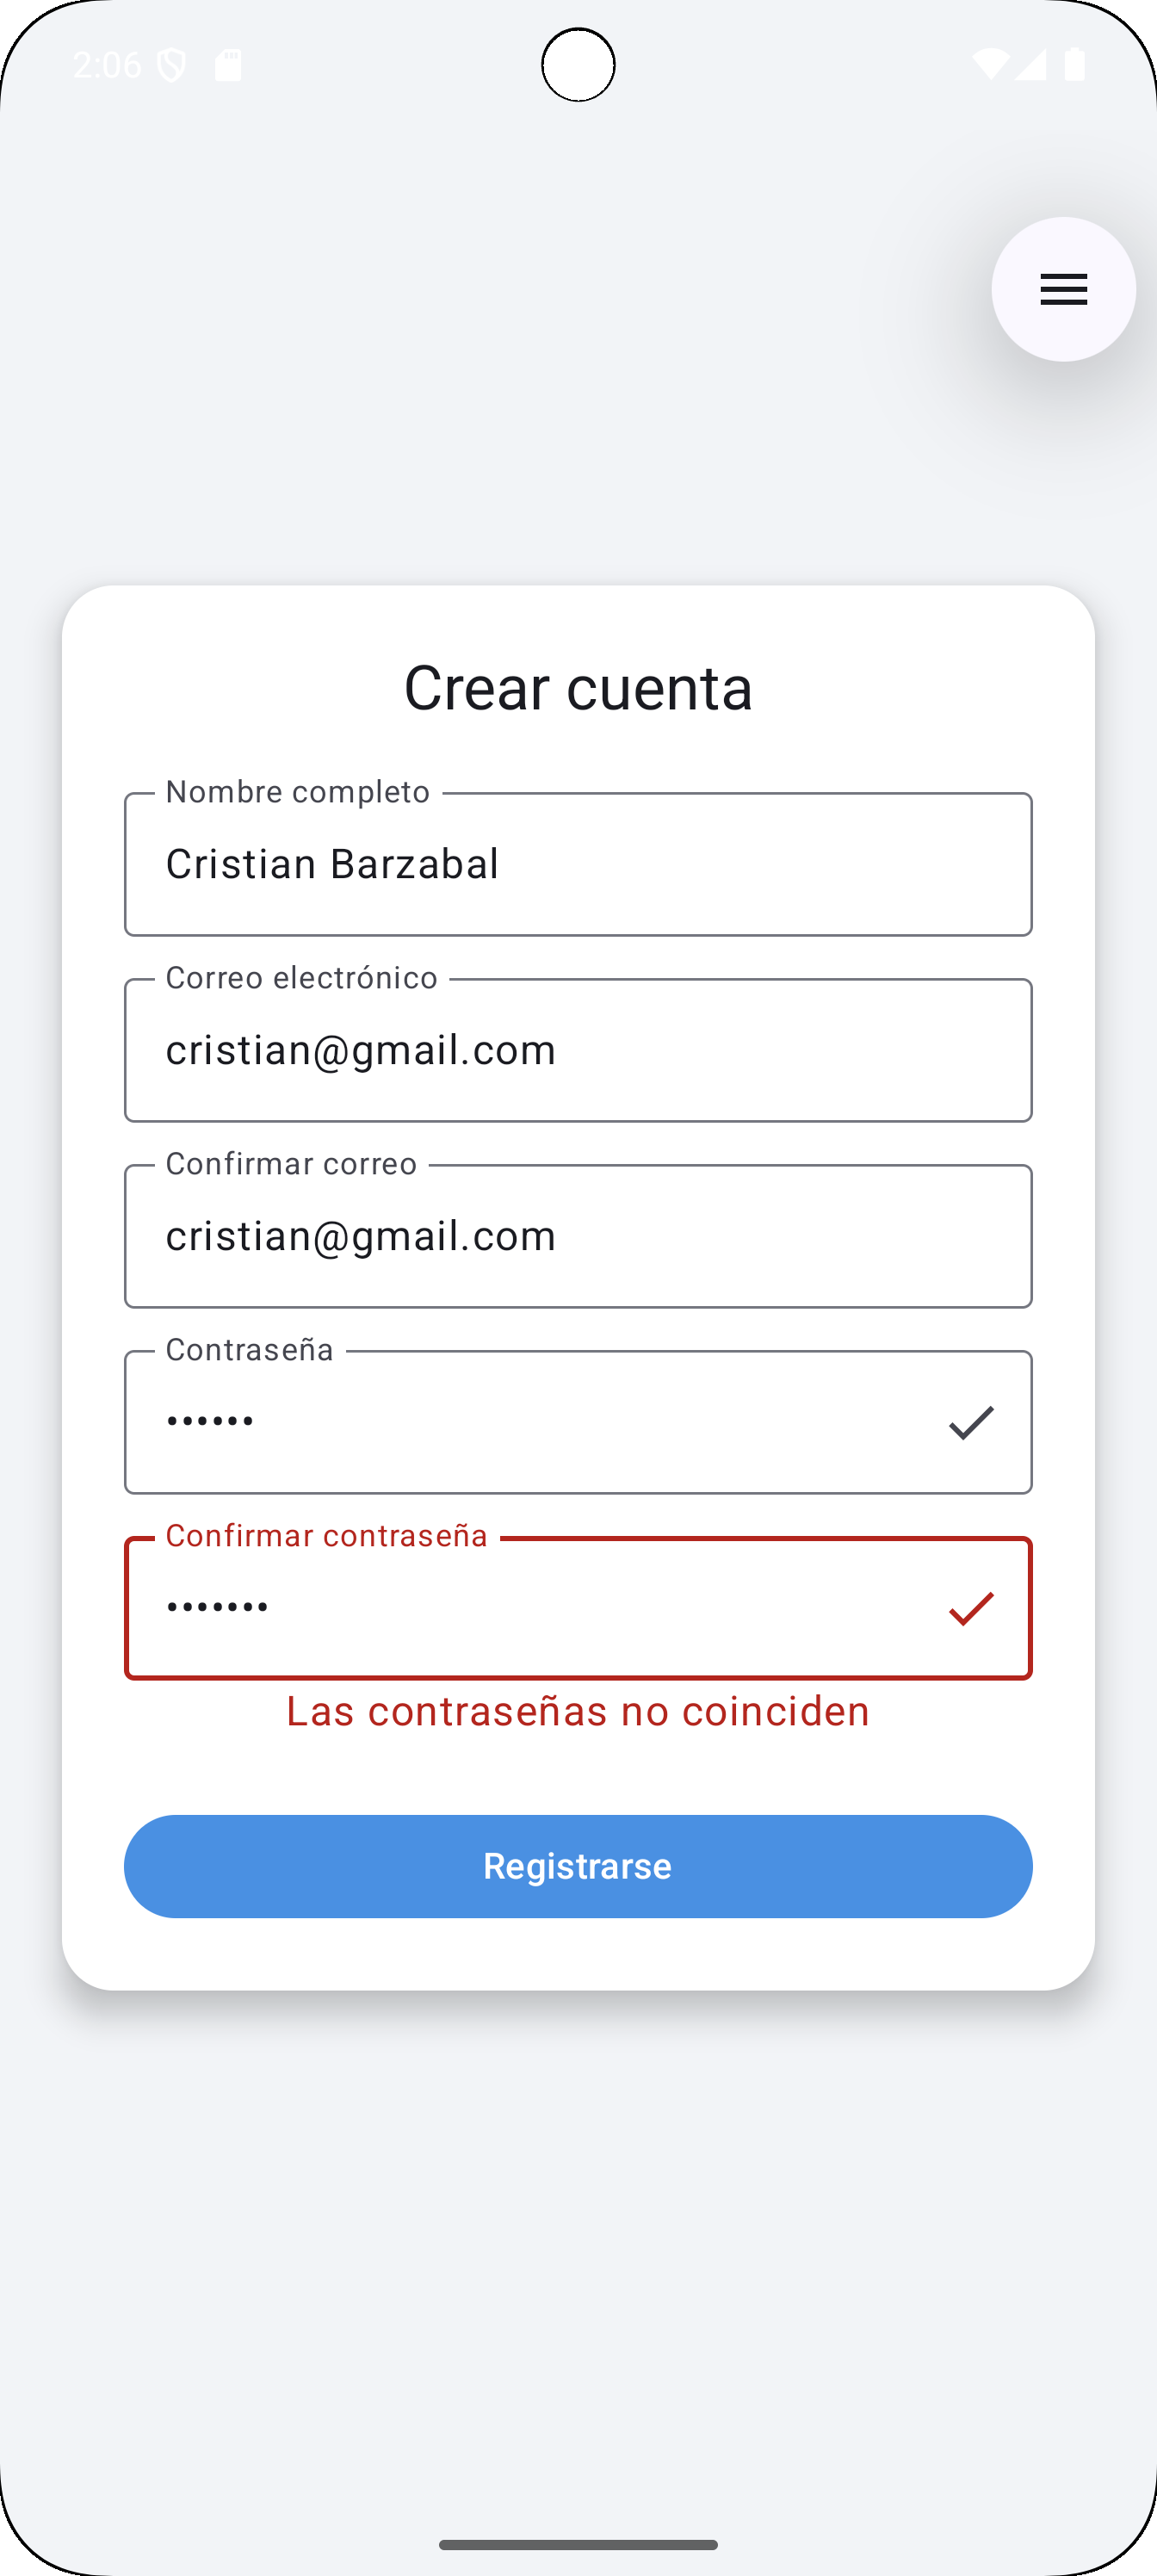 2:06
Crear cuenta
Nombre completo
Cristian Barzabal
Correo electrónico
cristian@gmail.com
Confirmar correo
cristian@gmail.com
Contraseña
••••••
Confirmar contraseña
•••••••
Las contraseñas no coinciden
Registrarse